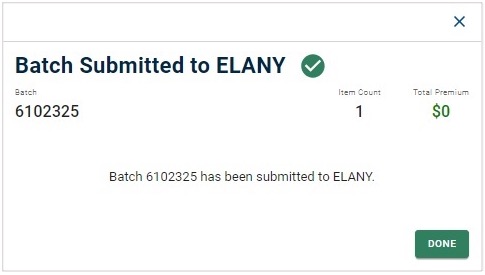 Batch Submitted to ELANY
Batch Item Count Total Premium
6102325 1 $0
Batch 6102325 has been submitted to ELANY.
DONE